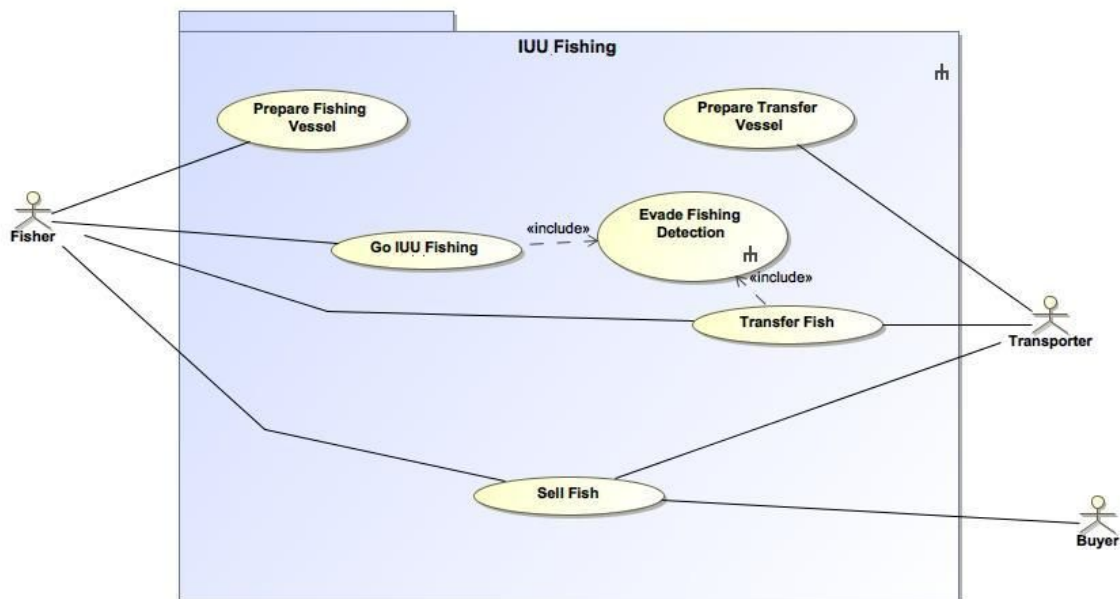 IUU Fishing
Prepare Fishing
Vessel
Prepare Transfer
Vessel
Fisher
Evade Fishing
Detection
«include»
Go IUU Fishing
«include»
Transfer Fish
Transporter
Sell Fish
Buyer